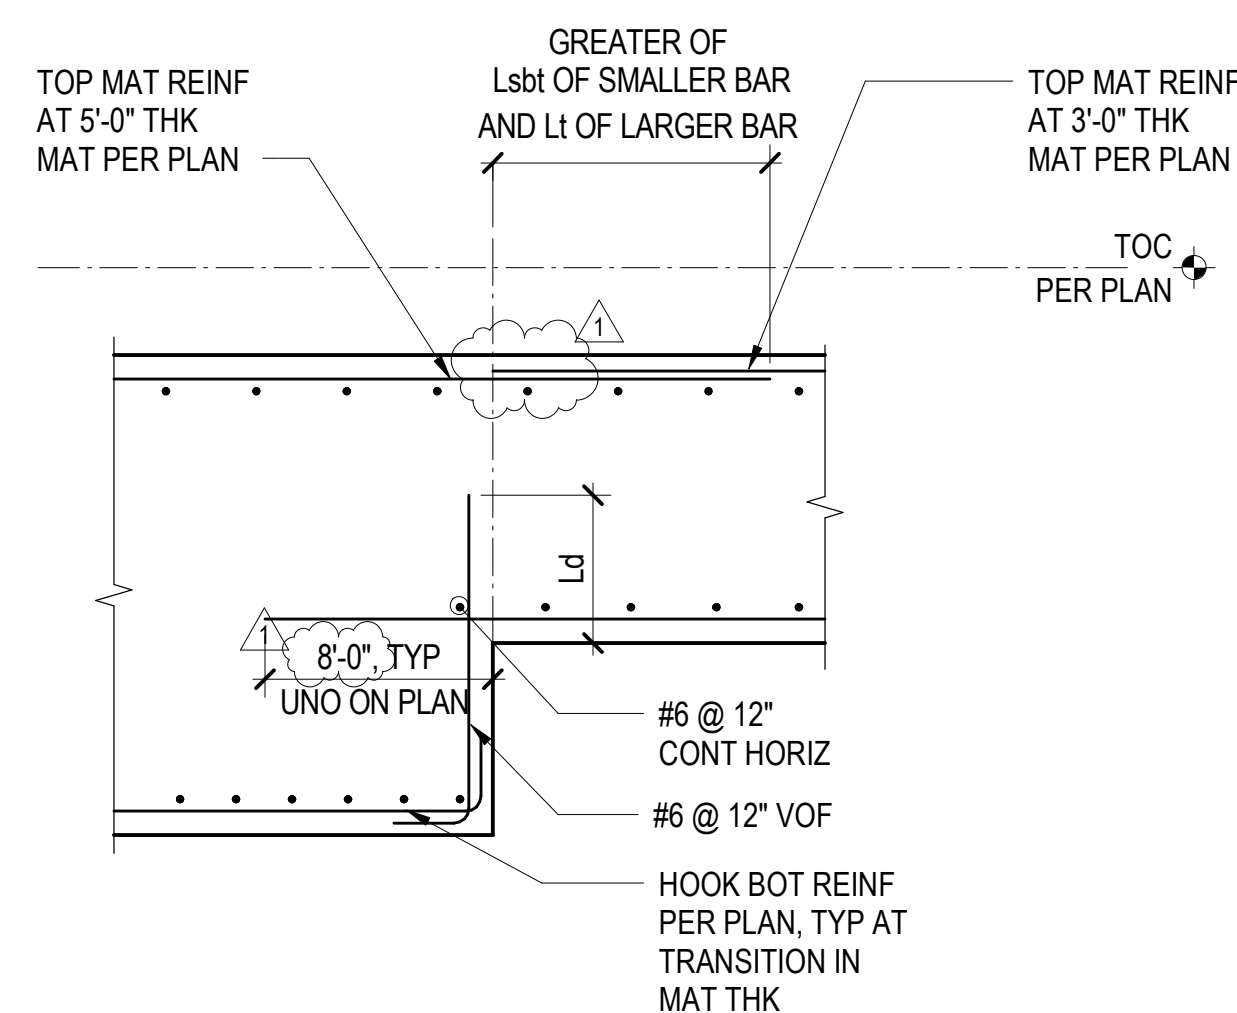 GREATER OF
Lsbt OF SMALLER BAR
AND Lt OF LARGER BAR
TOP MAT REINF
AT 5'-0" THK
MAT PER PLAN
TOP MAT REINF
AT 3'-0" THK
MAT PER PLAN
TOC
PER PLAN
1
Ld
1
8'-0", TYP
UNO ON PLAN
#6 @ 12"
CONT HORIZ
#6 @ 12" VOF
HOOK BOT REINF
PER PLAN, TYP AT
TRANSITION IN
MAT THK